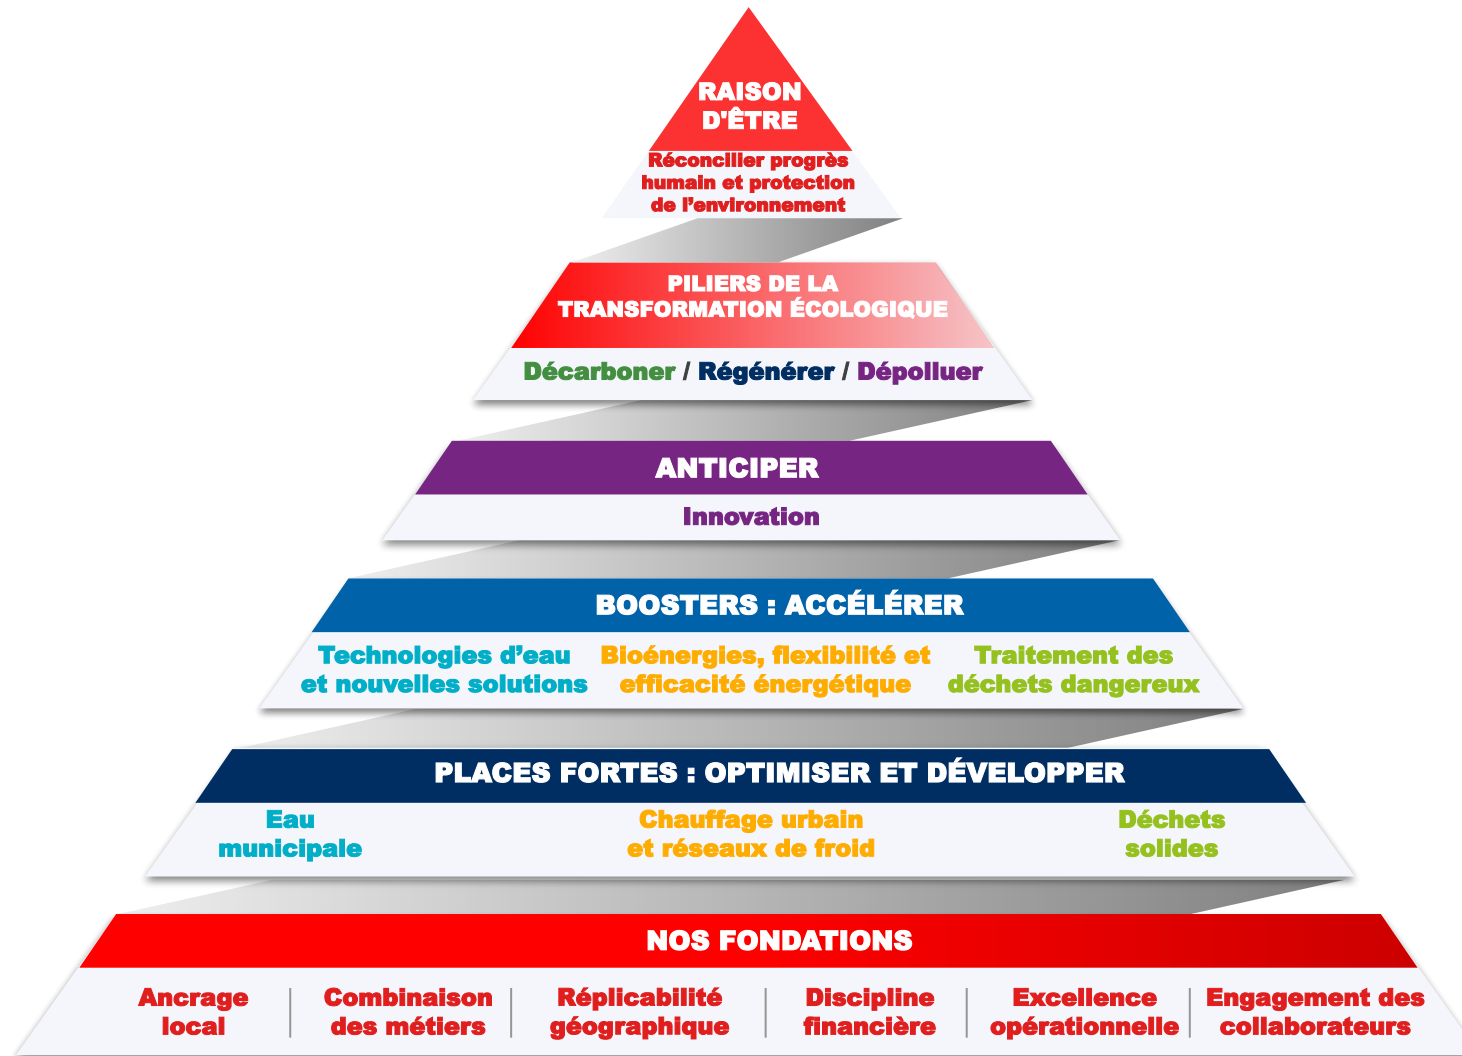 RAISON
D'ÊTRE
Réconcilier progrès
humain et protection
de l’environnement
PILIERS DE LA
TRANSFORMATION ÉCOLOGIQUE
Décarboner / Régénérer / Dépolluer
ANTICIPER
Innovation
BOOSTERS : ACCÉLÉRER
Technologies d’eau
et nouvelles solutions
Bioénergies, flexibilité et
efficacité énergétique
Traitement des
déchets dangereux
PLACES FORTES : OPTIMISER ET DÉVELOPPER
Eau
municipale
Chauffage urbain
et réseaux de froid
Déchets
solides
NOS FONDATIONS
Ancrage
local
Combinaison
des métiers
Réplicabilité
géographique
Discipline
financière
Excellence
opérationnelle
Engagement des
collaborateurs